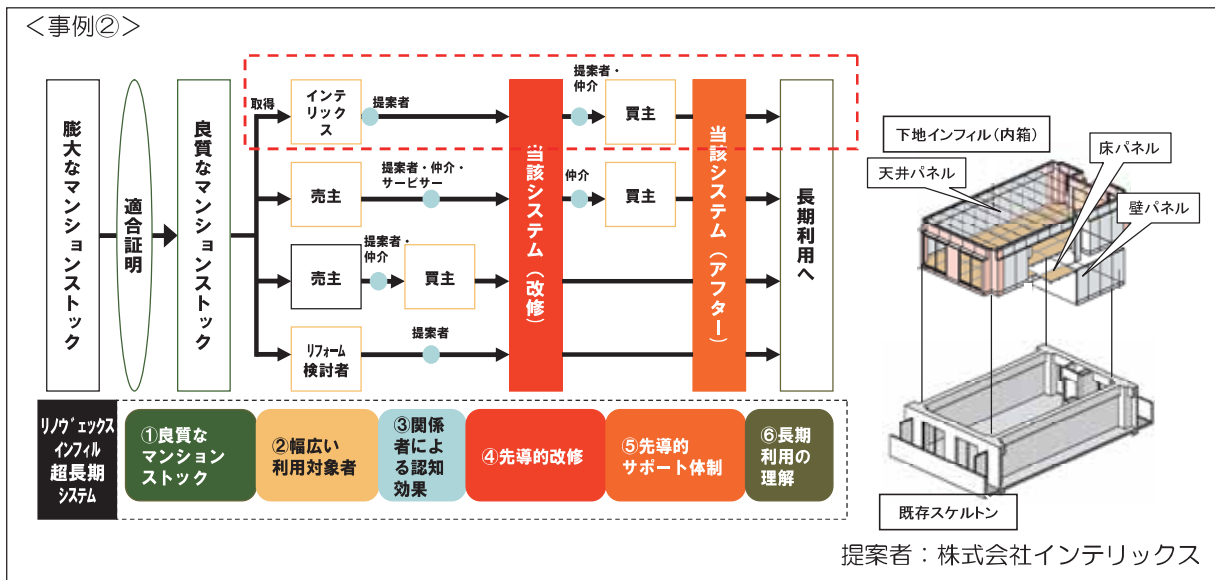 <事例②>
膨大なマンションストック
適合証明
良質なマンションストック
取得
インテ
リック
ス
提案者
提案者・
仲介
買主
売主
提案者・仲介・
サービサー
仲介
買主
売主
提案者・
仲介
買主
リフォーム
検討者
提案者
当該システム(改修)
当該システム(アフター)
長期利用へ
リノヴェックス
インフィル
超長期
システム
①良質な
マンション
ストック
②幅広い
利用対象者
③関係
者によ
る認知
効果
④先導的改修
⑤先導的
サポート体制
⑥長期
利用の
理解
下地インフィル(内箱)
天井パネル
床パネル
壁パネル
既存スケルトン
提案者:株式会社インテリックス